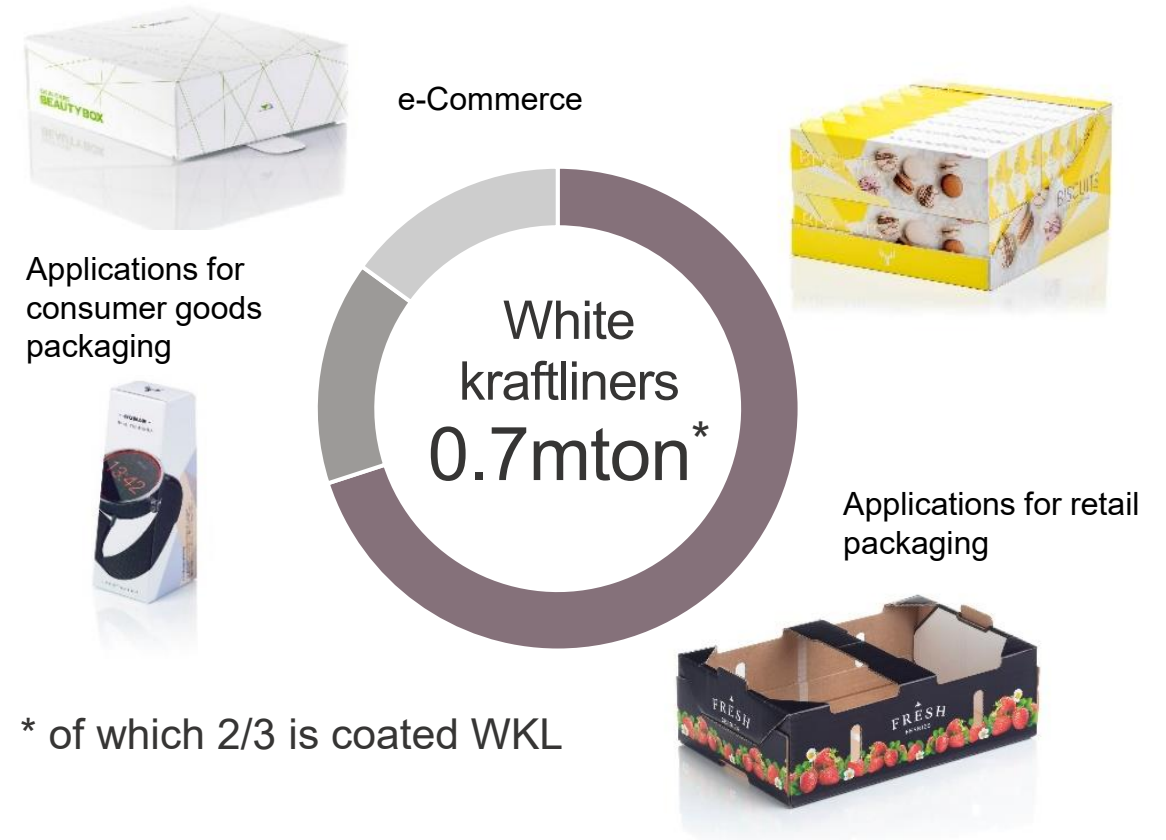 BEAUTYBOX
e-Commerce
BISCUITS
Applications for
consumer goods
packaging
White
kraftliners
0.7mton*
13:42
Applications for retail
packaging
FRESH
FRESH
* of which 2/3 is coated WKL